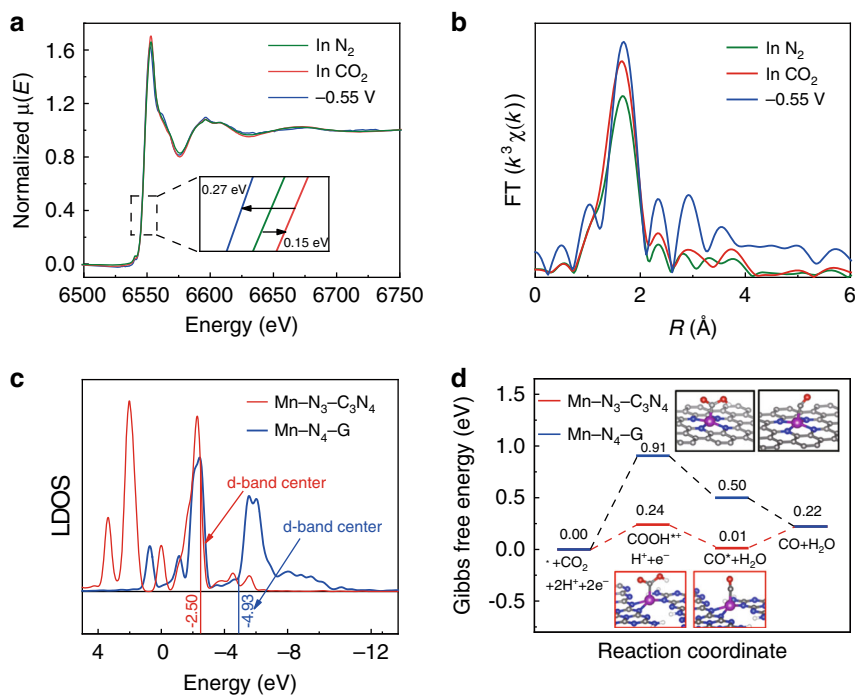 a
1.6
1.2
0.8
0.4
0.0
Normalized μ(E)
In N₂
In CO₂
–0.55 V
0.27 eV
0.15 eV
6500 6550 6600 6650 6700 6750
Energy (eV)
b
FT (k³ χ(k))
In N₂
In CO₂
–0.55 V
0 2 4 6
R (Å)
c
LDOS
Mn–N₃–C₃N₄
Mn–N₄–G
d-band center
d-band center
-2.50
-4.93
4 0 −4 −8 −12
Energy (eV)
d
Gibbs free energy (eV)
1.5
1.0
0.5
0.0
-0.5
Mn–N₃–C₃N₄
Mn–N₄–G
0.91
0.50
0.24
0.22
0.00
0.01
COOH*+
H⁺+e⁻
CO*+H₂O
CO+H₂O
* +CO₂
+2H⁺+2e⁻
Reaction coordinate